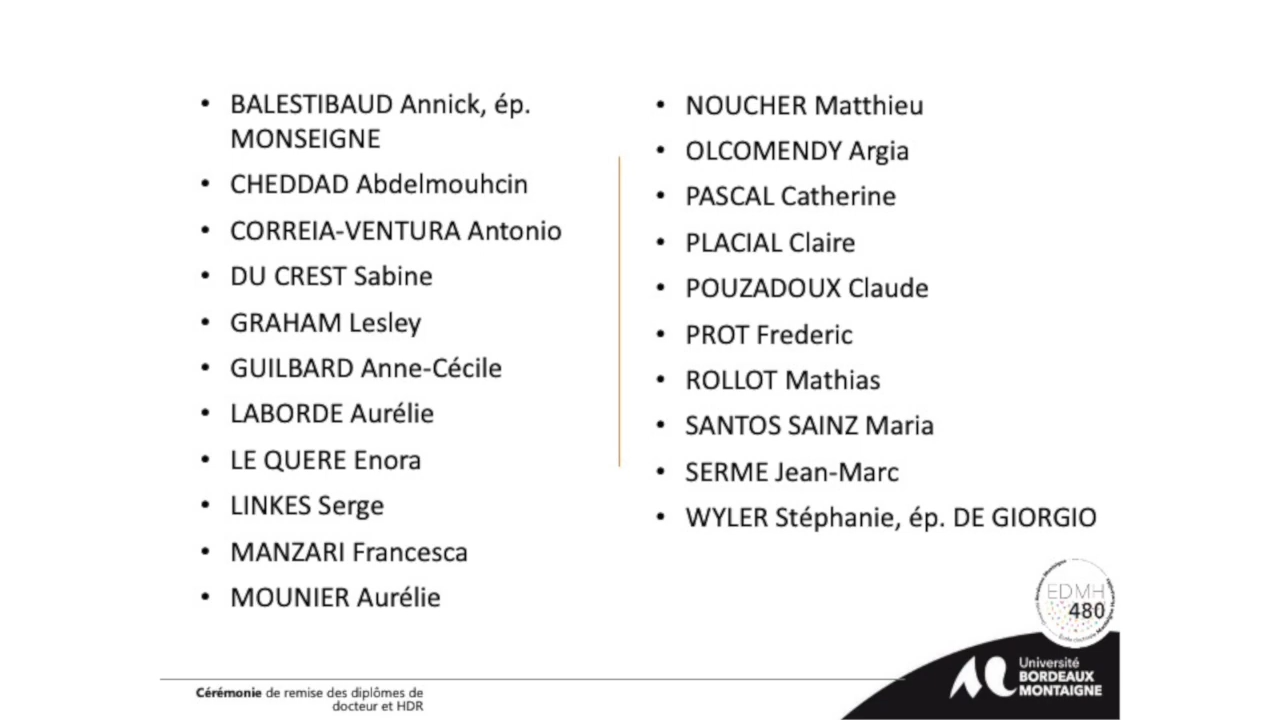 • BALESTIBAUD Annick, ép.
MONSEIGNE
• CHEDDAD Abdelmouhcin
• CORREIA-VENTURA Antonio
• DU CREST Sabine
• GRAHAM Lesley
• GUILBARD Anne-Cécile
• LABORDE Aurélie
• LE QUERE Enora
• LINKES Serge
• MANZARI Francesca
• MOUNIER Aurélie
• NOUCHER Matthieu
• OLCOMENDY Argia
• PASCAL Catherine
• PLACIAL Claire
• POUZADOUX Claude
• PROT Frederic
• ROLLOT Mathias
• SANTOS SAINZ Maria
• SERME Jean-Marc
• WYLER Stéphanie, ép. DE GIORGIO
EDMH
480
Université
BORDEAUX
MONTAIGNE
Cérémonie de remise des diplômes de
docteur et HDR